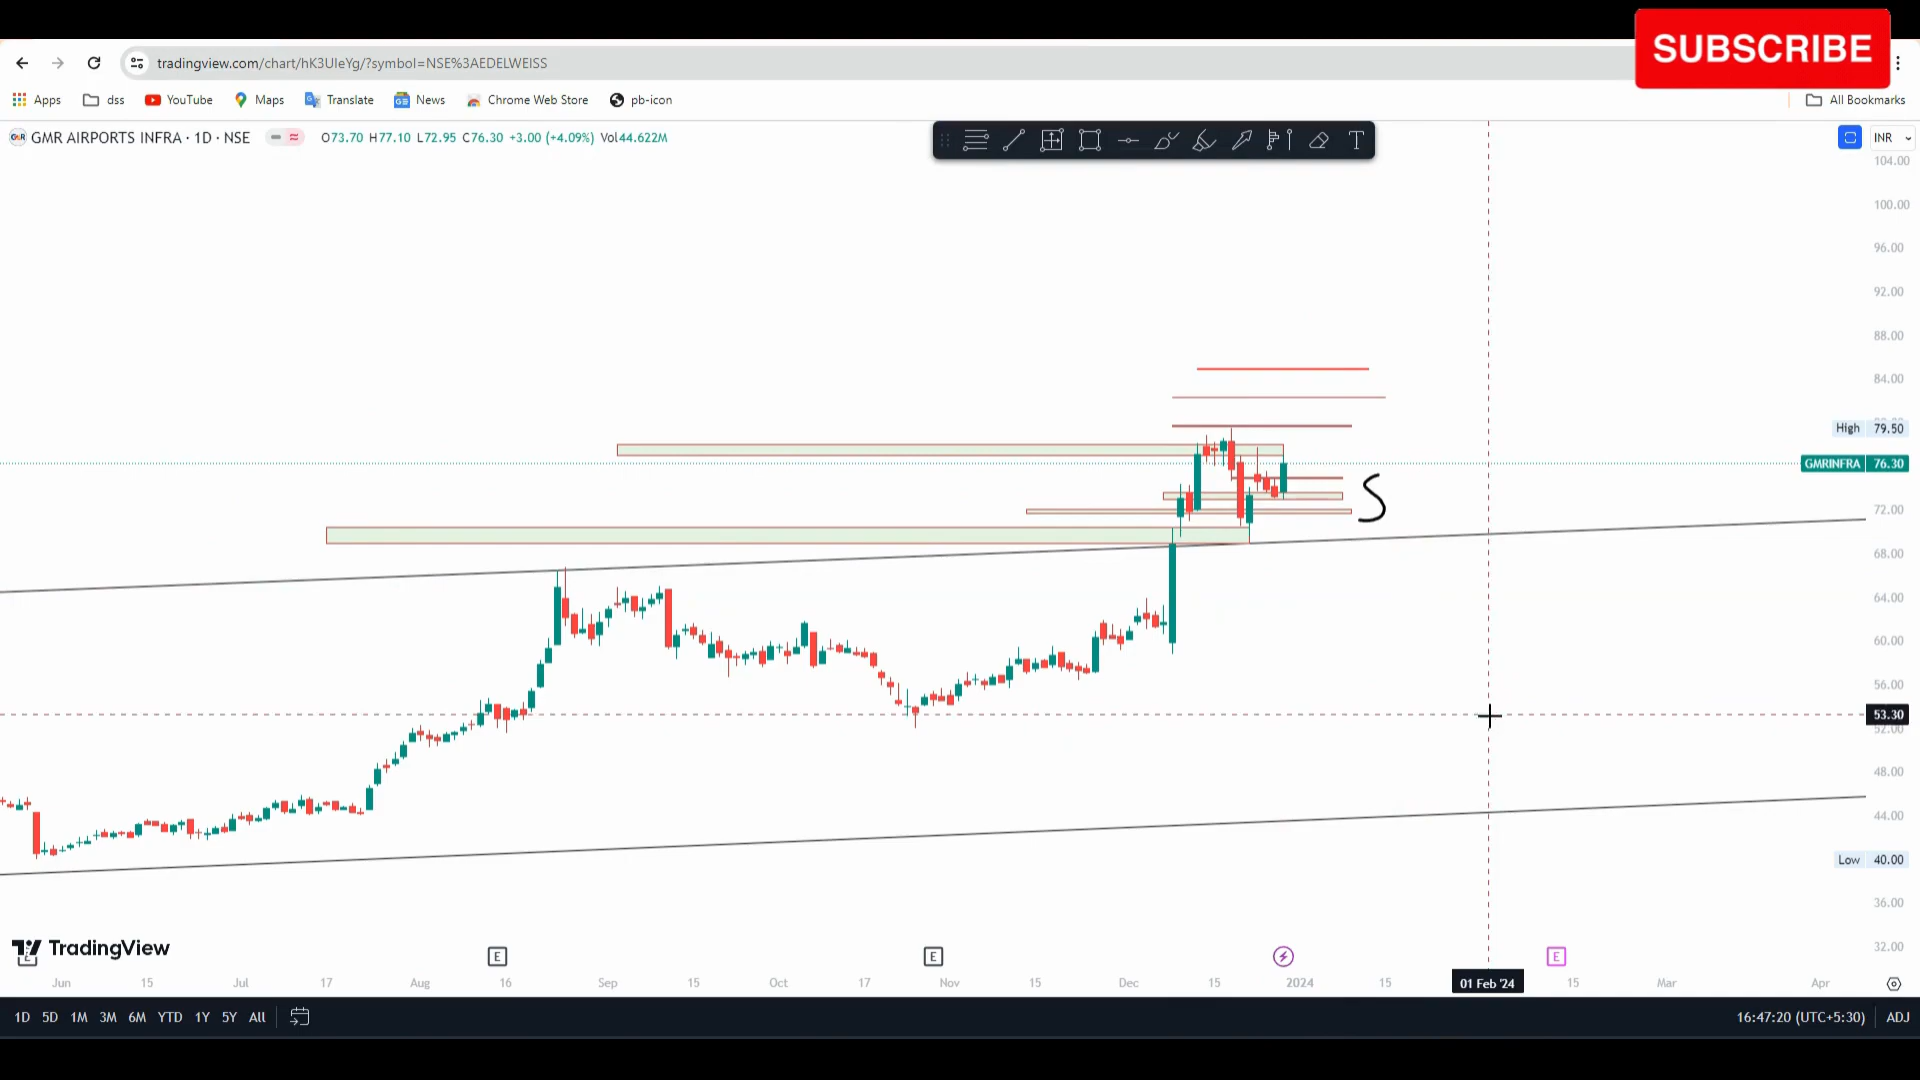 SUBSCRIBE
tradingview.com/chart/hK3UIeYg/?symbol=NSE%3AEDELWEISS
Apps dss YouTube Maps Translate News Chrome Web Store pb-icon All Bookmarks
GMR AIRPORTS INFRA · 1D · NSE O73.70 H77.10 L72.95 C76.30 +3.00 (+4.09%) Vol44.622M
INR
104.00
100.00
96.00
92.00
88.00
84.00
High 79.50
GMRINFRA 76.30
S
72.00
68.00
64.00
60.00
56.00
53.30
52.00
48.00
44.00
Low 40.00
36.00
32.00
TradingView
E E E E
Jun 15 Jul 17 Aug 16 Sep 15 Oct 17 Nov 15 Dec 15 2024 15 01 Feb '24 15 Mar Apr
1D 5D 1M 3M 6M YTD 1Y 5Y All 16:47:20 (UTC+5:30) ADJ